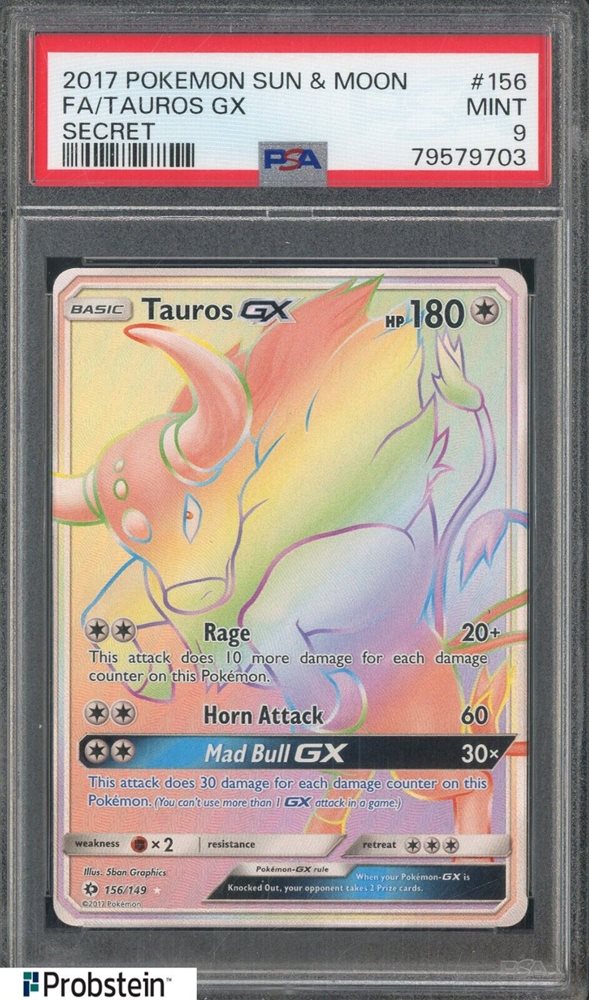 2017 POKEMON SUN & MOON #156
FA/TAUROS GX MINT
SECRET 9
PSA 79579703
BASIC Tauros GX HP 180
Rage 20+
This attack does 10 more damage for each damage
counter on this Pokémon.
Horn Attack 60
Mad Bull GX 30×
This attack does 30 damage for each damage counter on this
Pokémon. (You can't use more than 1 GX attack in a game.)
weakness ×2 resistance retreat
Illus. 5ban Graphics
Pokémon-GX rule
When your Pokémon-GX is
Knocked Out, your opponent takes 2 Prize cards.
156/149
©2017 Pokémon
Probstein™
PSA